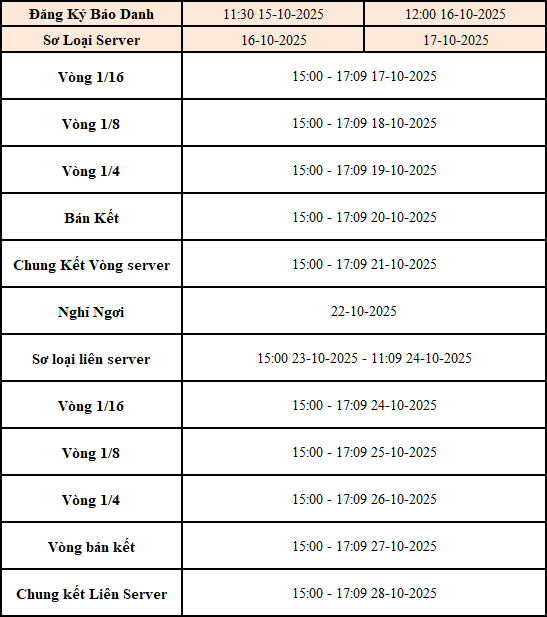 Đăng Ký Báo Danh 11:30 15-10-2025 12:00 16-10-2025
Sơ Loại Server 16-10-2025 17-10-2025
Vòng 1/16 15:00 - 17:09 17-10-2025
Vòng 1/8 15:00 - 17:09 18-10-2025
Vòng 1/4 15:00 - 17:09 19-10-2025
Bán Kết 15:00 - 17:09 20-10-2025
Chung Kết Vòng server 15:00 - 17:09 21-10-2025
Nghỉ Ngơi 22-10-2025
Sơ loại liên server 15:00 23-10-2025 - 11:09 24-10-2025
Vòng 1/16 15:00 - 17:09 24-10-2025
Vòng 1/8 15:00 - 17:09 25-10-2025
Vòng 1/4 15:00 - 17:09 26-10-2025
Vòng bán kết 15:00 - 17:09 27-10-2025
Chung kết Liên Server 15:00 - 17:09 28-10-2025